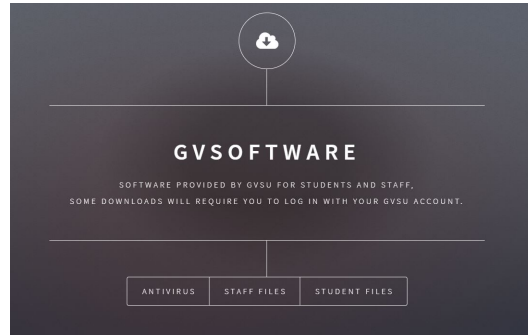 GVSOFTWARE
SOFTWARE PROVIDED BY GVSU FOR STUDENTS AND STAFF,
SOME DOWNLOADS WILL REQUIRE YOU TO LOG IN WITH YOUR GVSU ACCOUNT.
ANTIVIRUS STAFF FILES STUDENT FILES